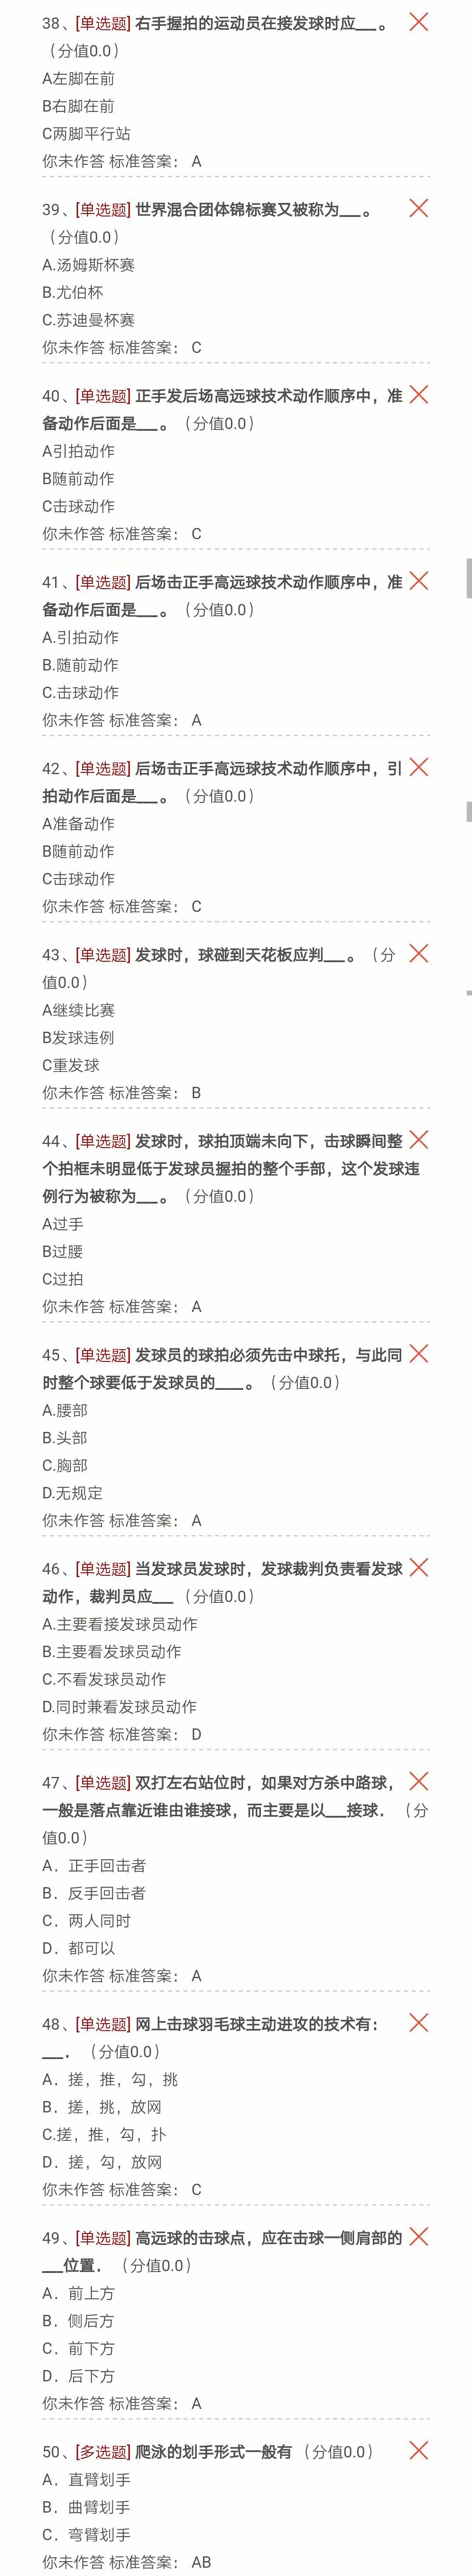 38、[单选题] 右手握拍的运动员在接发球时应___。
（分值0.0）
A左脚在前
B右脚在前
C两脚平行站
你未作答 标准答案： A
39、[单选题] 世界混合团体锦标赛又被称为___。
（分值0.0）
A.汤姆斯杯赛
B.尤伯杯
C.苏迪曼杯赛
你未作答 标准答案： C
40、[单选题] 正手发后场高远球技术动作顺序中，准
备动作后面是___。（分值0.0）
A引拍动作
B随前动作
C击球动作
你未作答 标准答案： C
41、[单选题] 后场击正手高远球技术动作顺序中，准
备动作后面是___。（分值0.0）
A.引拍动作
B.随前动作
C.击球动作
你未作答 标准答案： A
42、[单选题] 后场击正手高远球技术动作顺序中，引
拍动作后面是___。（分值0.0）
A准备动作
B随前动作
C击球动作
你未作答 标准答案： C
43、[单选题] 发球时，球碰到天花板应判___。（分
值0.0）
A继续比赛
B发球违例
C重发球
你未作答 标准答案： B
44、[单选题] 发球时，球拍顶端未向下，击球瞬间整
个拍框未明显低于发球员握拍的整个手部，这个发球违
例行为被称为___。（分值0.0）
A过手
B过腰
C过拍
你未作答 标准答案： A
45、[单选题] 发球员的球拍必须先击中球托，与此同
时整个球要低于发球员的____。（分值0.0）
A.腰部
B.头部
C.胸部
D.无规定
你未作答 标准答案： A
46、[单选题] 当发球员发球时，发球裁判负责看发球
动作，裁判员应___（分值0.0）
A.主要看接发球员动作
B.主要看发球员动作
C.不看发球员动作
D.同时兼看发球员动作
你未作答 标准答案： D
47、[单选题] 双打左右站位时，如果对方杀中路球，
一般是落点靠近谁由谁接球，而主要是以___接球．（分
值0.0）
A．正手回击者
B．反手回击者
C．两人同时
D．都可以
你未作答 标准答案： A
48、[单选题] 网上击球羽毛球主动进攻的技术有：
___．（分值0.0）
A．搓，推，勾，挑
B．搓，挑，放网
C.搓，推，勾，扑
D．搓，勾，放网
你未作答 标准答案： C
49、[单选题] 高远球的击球点，应在击球一侧肩部的
___位置．（分值0.0）
A．前上方
B．侧后方
C．前下方
D．后下方
你未作答 标准答案： A
50、[多选题] 爬泳的划手形式一般有（分值0.0）
A．直臂划手
B．曲臂划手
C．弯臂划手
你未作答 标准答案： AB